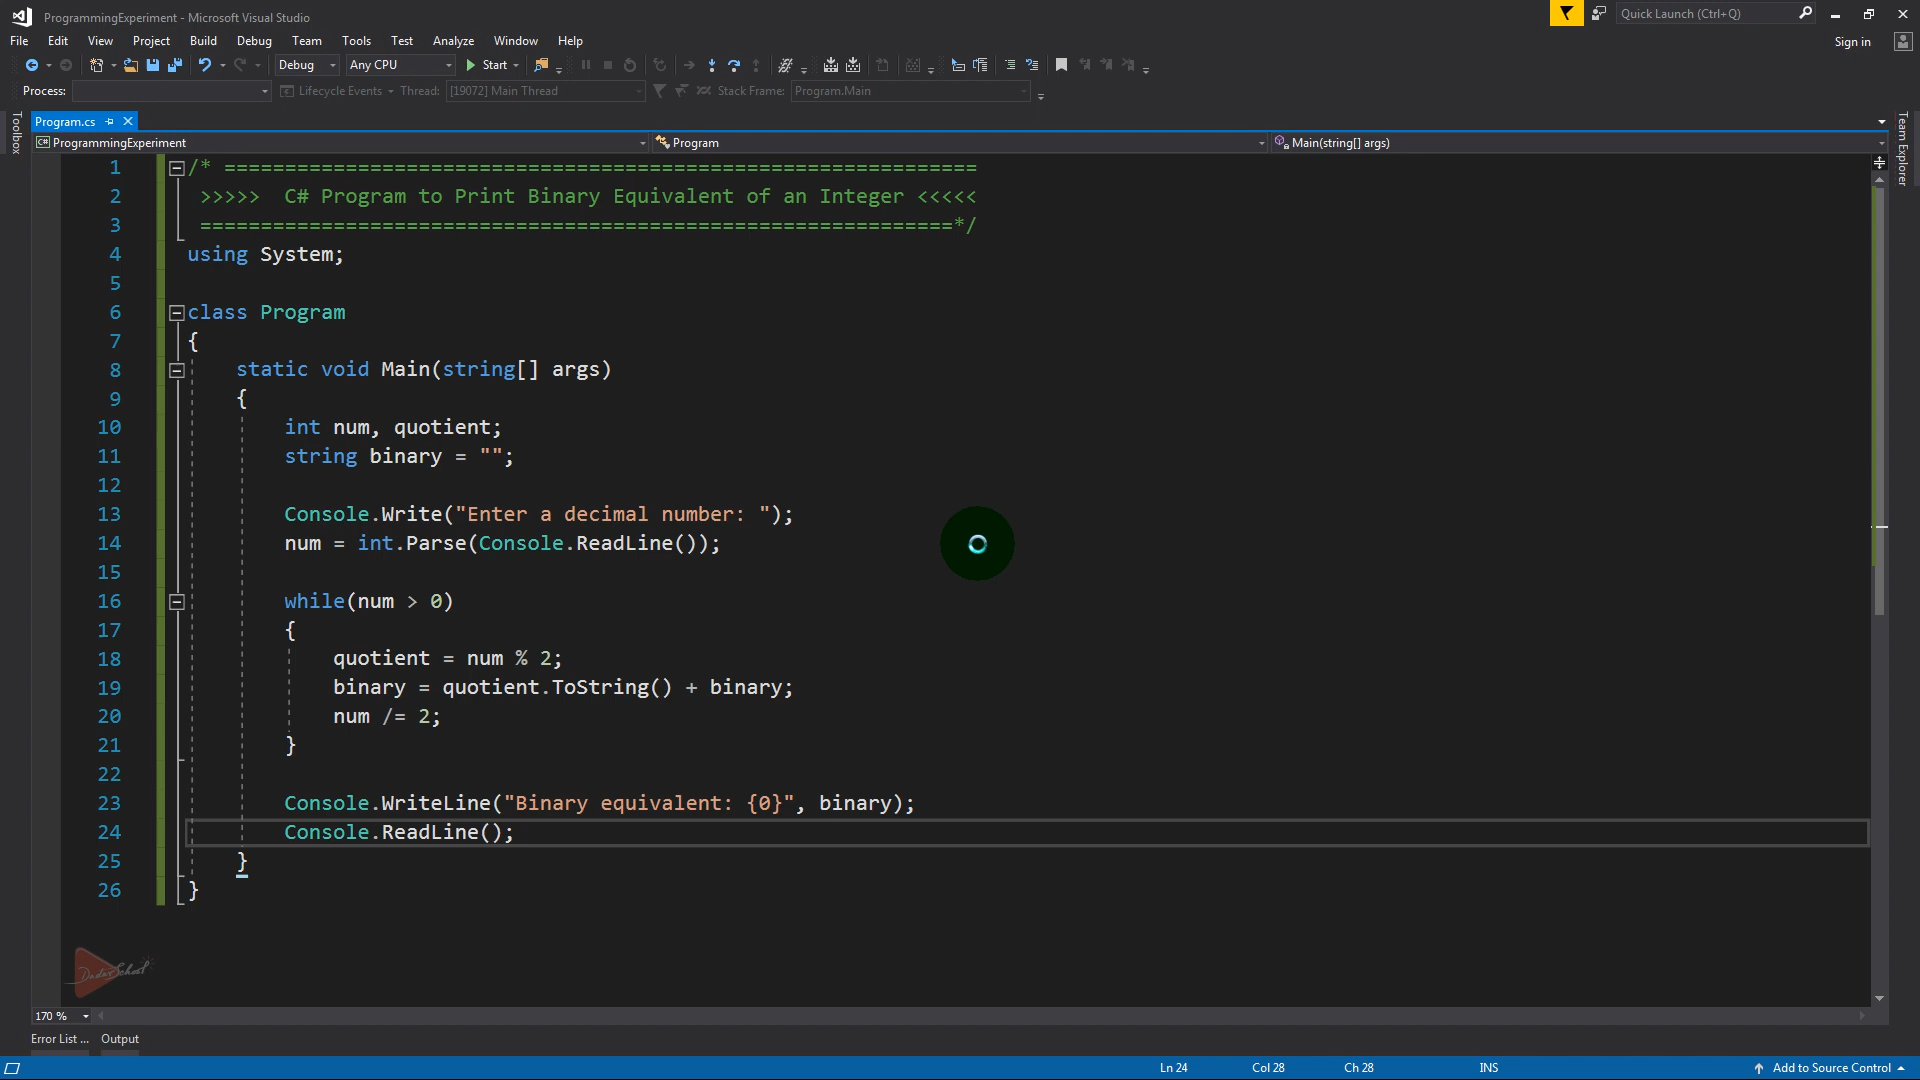 ProgrammingExperiment - Microsoft Visual Studio
Quick Launch (Ctrl+Q)
File Edit View Project Build Debug Team Tools Test Analyze Window Help
Sign in
Debug Any CPU Start
Process: Lifecycle Events Thread: [19072] Main Thread Stack Frame: Program.Main
Toolbox
Program.cs
Team Explorer
C# ProgrammingExperiment Program Main(string[] args)
1 /* ==============================================================
2 >>>>> C# Program to Print Binary Equivalent of an Integer <<<<<
3 ==============================================================*/
4 using System;
5
6 class Program
7 {
8 static void Main(string[] args)
9 {
10 int num, quotient;
11 string binary = "";
12
13 Console.Write("Enter a decimal number: ");
14 num = int.Parse(Console.ReadLine());
15
16 while(num > 0)
17 {
18 quotient = num % 2;
19 binary = quotient.ToString() + binary;
20 num /= 2;
21 }
22
23 Console.WriteLine("Binary equivalent: {0}", binary);
24 Console.ReadLine();
25 }
26 }
170 %
Error List ... Output
Ln 24 Col 28 Ch 28 INS Add to Source Control